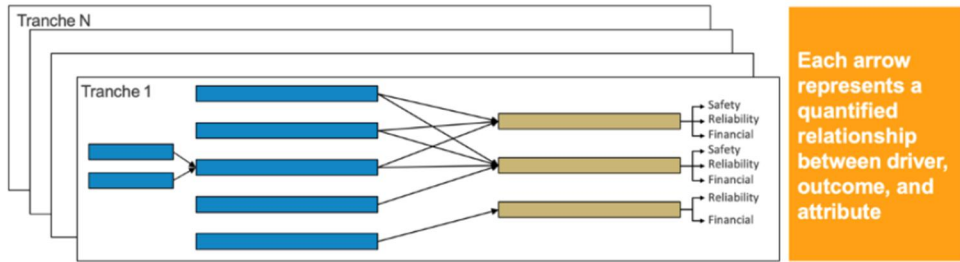 Tranche N
Tranche 1
Safety
Reliability
Financial
Safety
Reliability
Financial
Reliability
Financial
Each arrow
represents a
quantified
relationship
between driver,
outcome, and
attribute